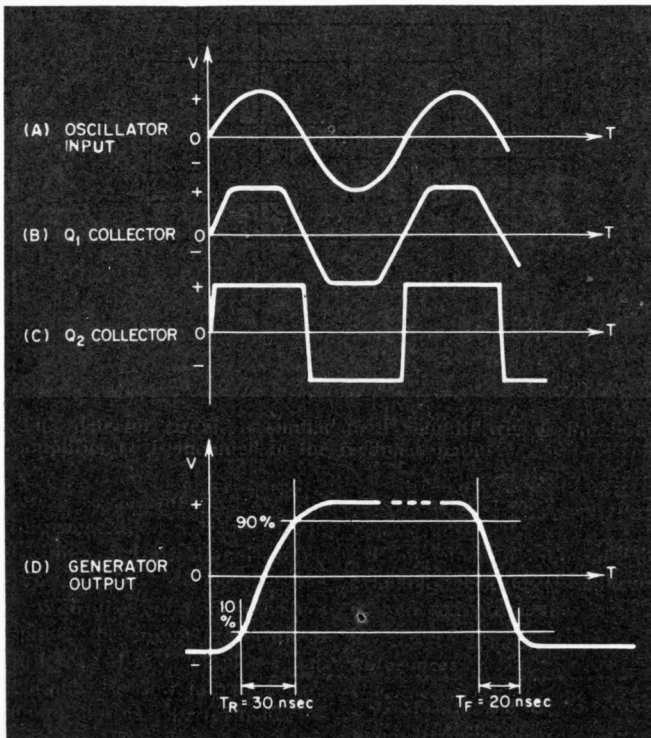 V
+
(A) OSCILLATOR
INPUT
0
T
−
+
(B) Q1 COLLECTOR
0
T
−
+
(C) Q2 COLLECTOR
0
T
−
V
+
90%
(D) GENERATOR
OUTPUT
0
T
10
%
−
TR = 30 nsec
TF = 20 nsec